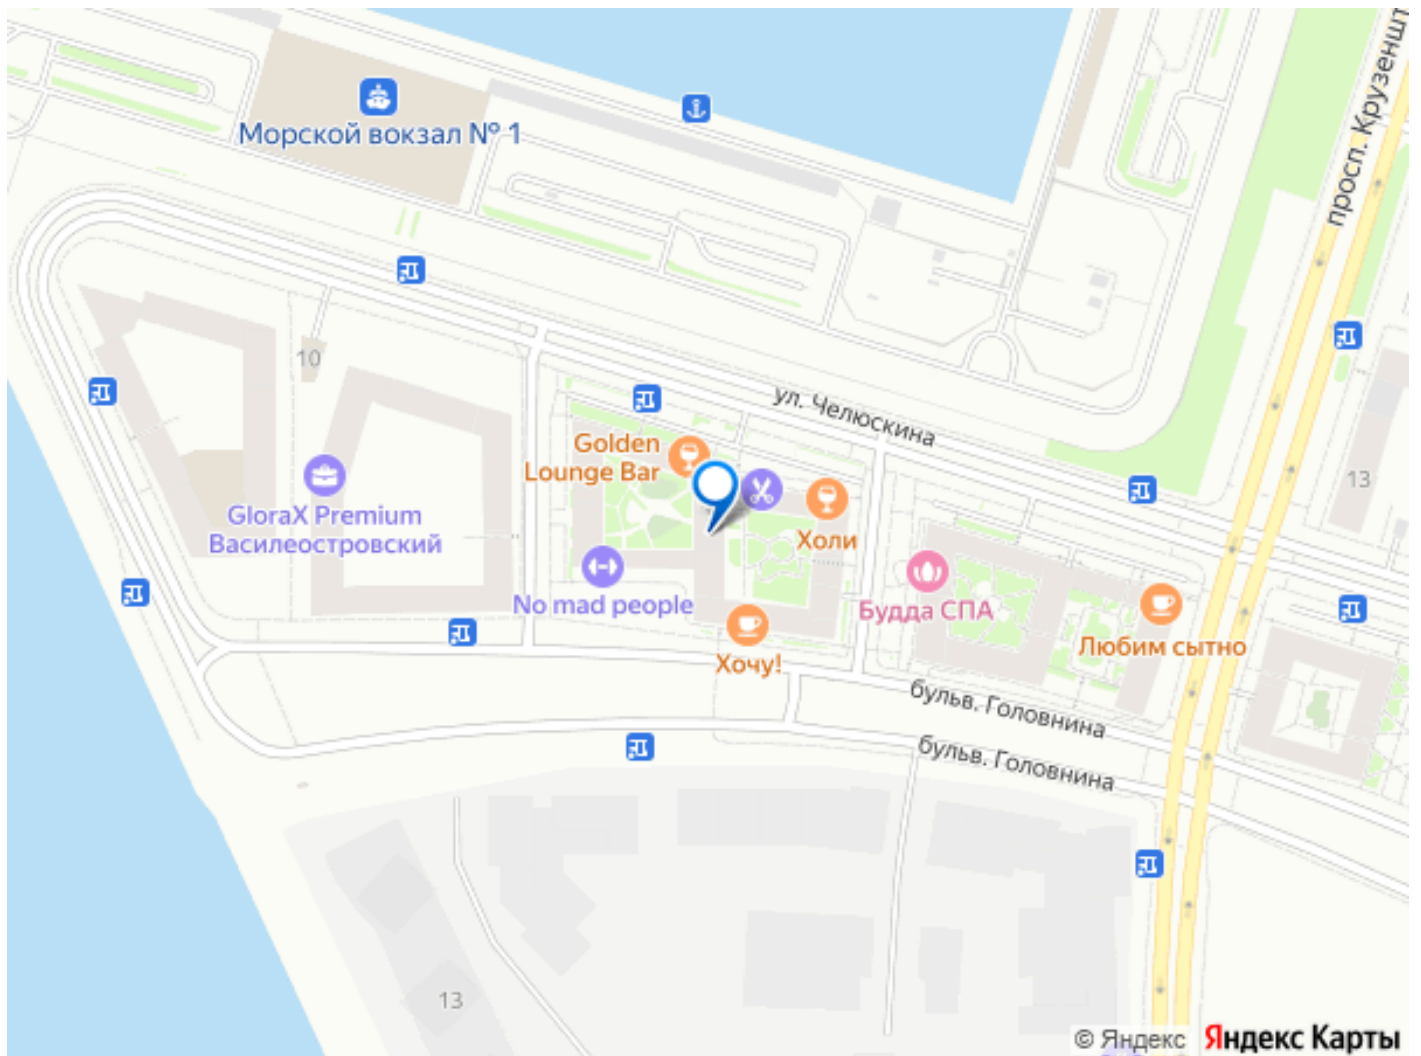 просп. Крузеншт
Морской вокзал № 1
10
ул. Челюскина
Golden
Lounge Bar
13
GloraX Premium
Василеостровский
Холи
No mad people
Будда СПА
Хочу!
Любим сытно
бульв. Головнина
бульв. Головнина
13
© Яндекс
Яндекс Карты